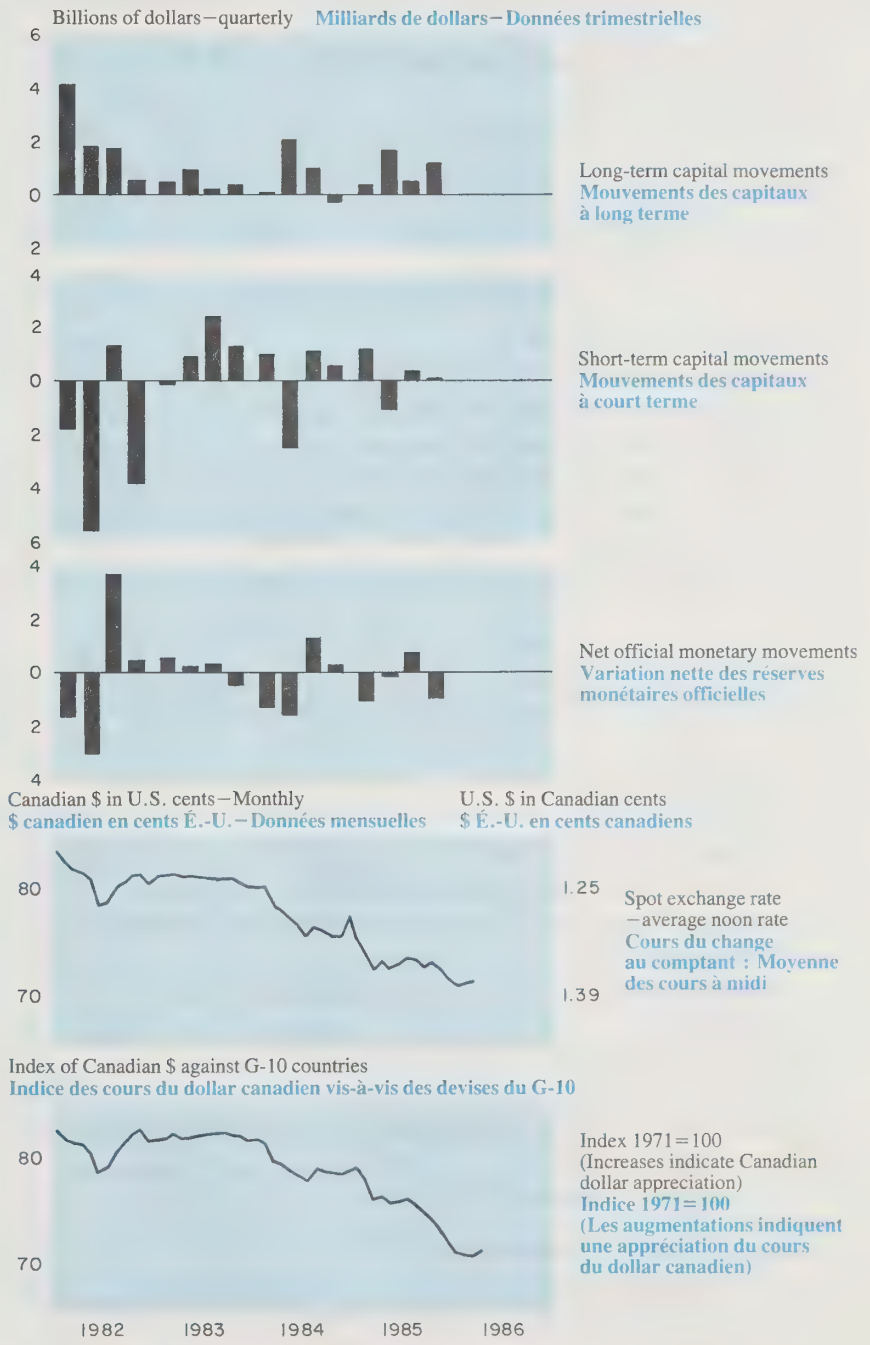 Billions of dollars—quarterly Milliards de dollars—Données trimestrielles
6
4
2
0
2
Long-term capital movements
Mouvements des capitaux
à long terme
4
2
0
2
4
6
Short-term capital movements
Mouvements des capitaux
à court terme
4
2
0
2
4
Net official monetary movements
Variation nette des réserves
monétaires officielles
Canadian $ in U.S. cents—Monthly U.S. $ in Canadian cents
$ canadien en cents É.-U.—Données mensuelles $ É.-U. en cents canadiens
80 1.25
70 1.39
Spot exchange rate
—average noon rate
Cours du change
au comptant : Moyenne
des cours à midi
Index of Canadian $ against G-10 countries
Indice des cours du dollar canadien vis-à-vis des devises du G-10
80
70
Index 1971=100
(Increases indicate Canadian
dollar appreciation)
Indice 1971=100
(Les augmentations indiquent
une appréciation du cours
du dollar canadien)
1982 1983 1984 1985 1986